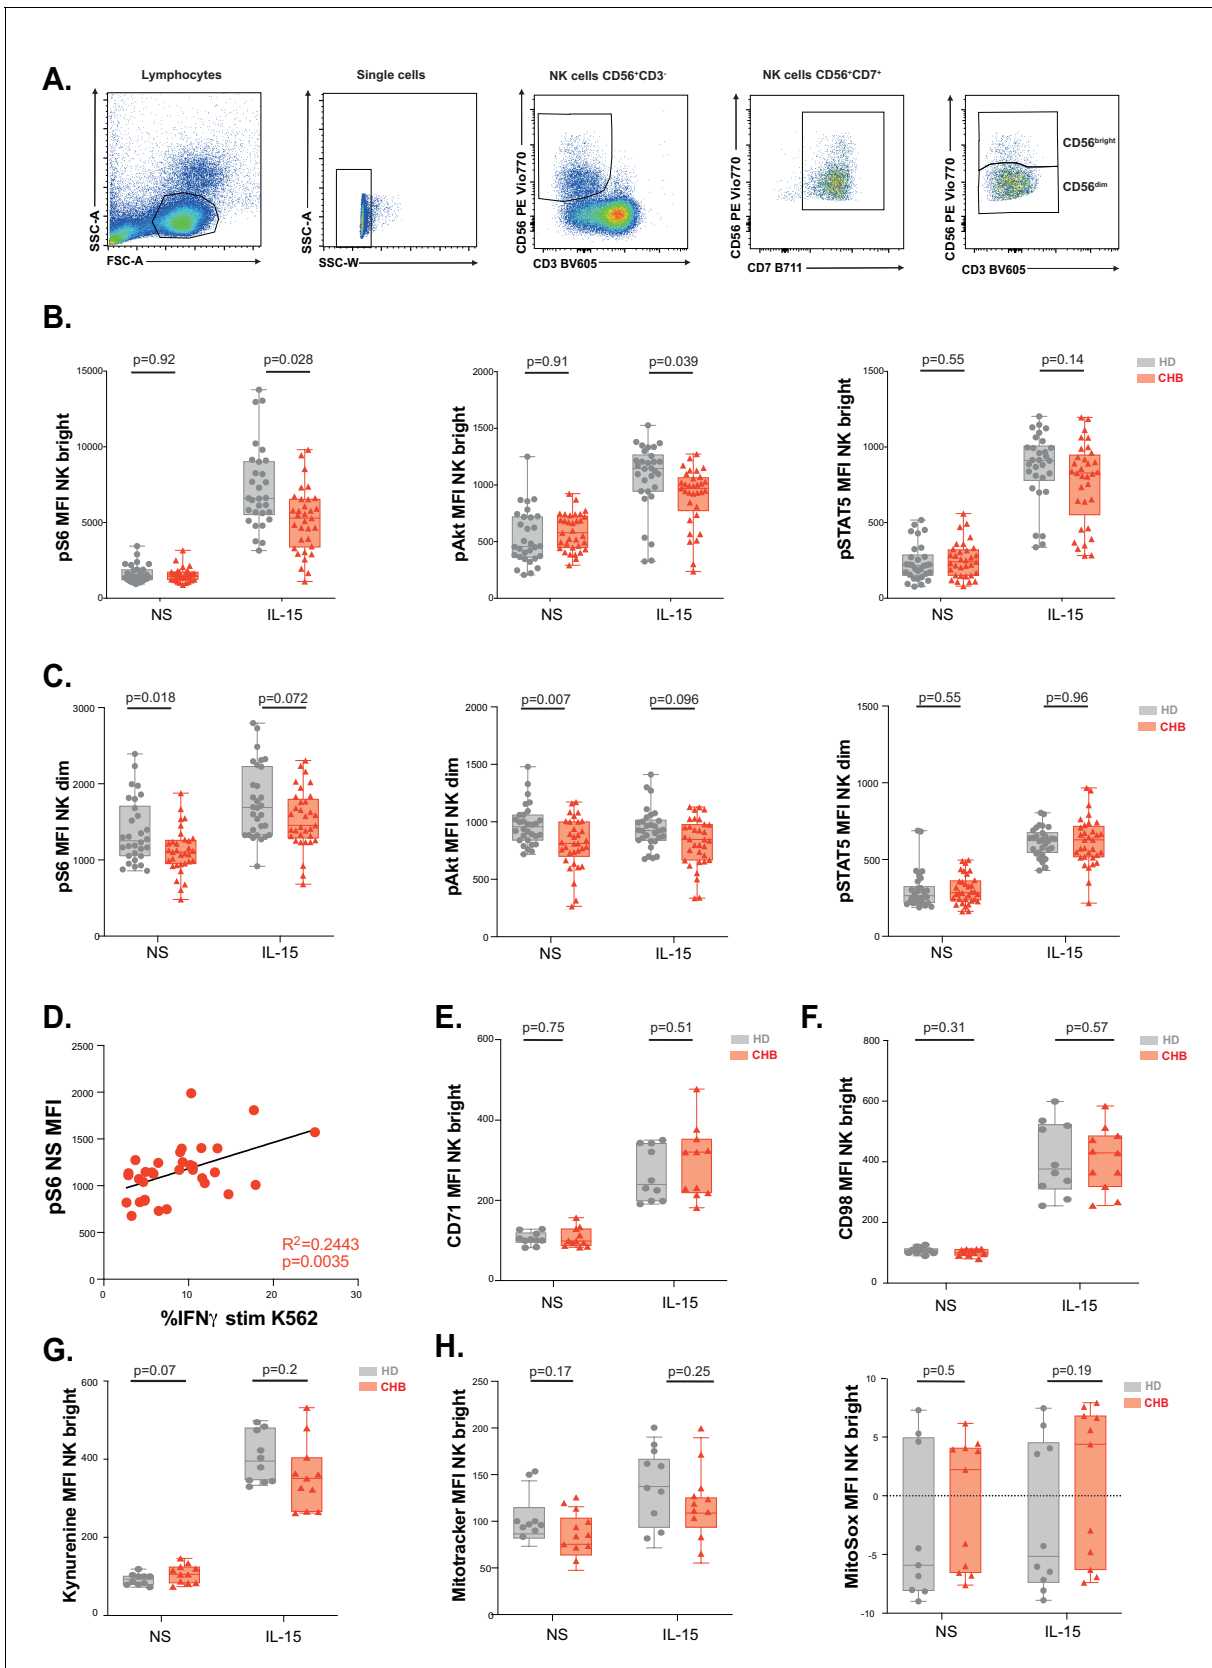 A.
Lymphocytes
Single cells
NK cells CD56⁺CD3⁻
NK cells CD56⁺CD7⁺
SSC-A
FSC-A
SSC-A
SSC-W
CD56 PE Vio770
CD3 BV605
CD56 PE Vio770
CD7 B711
CD56 PE Vio770
CD3 BV605
CD56bright
CD56dim
B.
pS6 MFI NK bright
15000
10000
5000
0
p=0.92
p=0.028
NS
IL-15
pAkt MFI NK bright
2000
1500
1000
500
0
p=0.91
p=0.039
NS
IL-15
pSTAT5 MFI NK bright
1500
1000
500
0
p=0.55
p=0.14
NS
IL-15
HD
CHB
C.
pS6 MFI NK dim
3000
2000
1000
0
p=0.018
p=0.072
NS
IL-15
pAkt MFI NK dim
2000
1500
1000
500
0
p=0.007
p=0.096
NS
IL-15
pSTAT5 MFI NK dim
1500
1000
500
0
p=0.55
p=0.96
NS
IL-15
HD
CHB
D.
pS6 NS MFI
2500
2000
1500
1000
500
0
R²=0.2443
p=0.0035
0
10
20
30
%IFNγ stim K562
E.
CD71 MFI NK bright
600
400
200
0
p=0.75
p=0.51
NS
IL-15
HD
CHB
F.
CD98 MFI NK bright
800
600
400
200
0
p=0.31
p=0.57
NS
IL-15
HD
CHB
G.
Kynurenine MFI NK bright
600
400
200
0
p=0.07
p=0.2
NS
IL-15
HD
CHB
H.
Mitotracker MFI NK bright
250
200
150
100
50
0
p=0.17
p=0.25
NS
IL-15
MitoSox MFI NK bright
10
5
0
-5
-10
p=0.5
p=0.19
NS
IL-15
HD
CHB